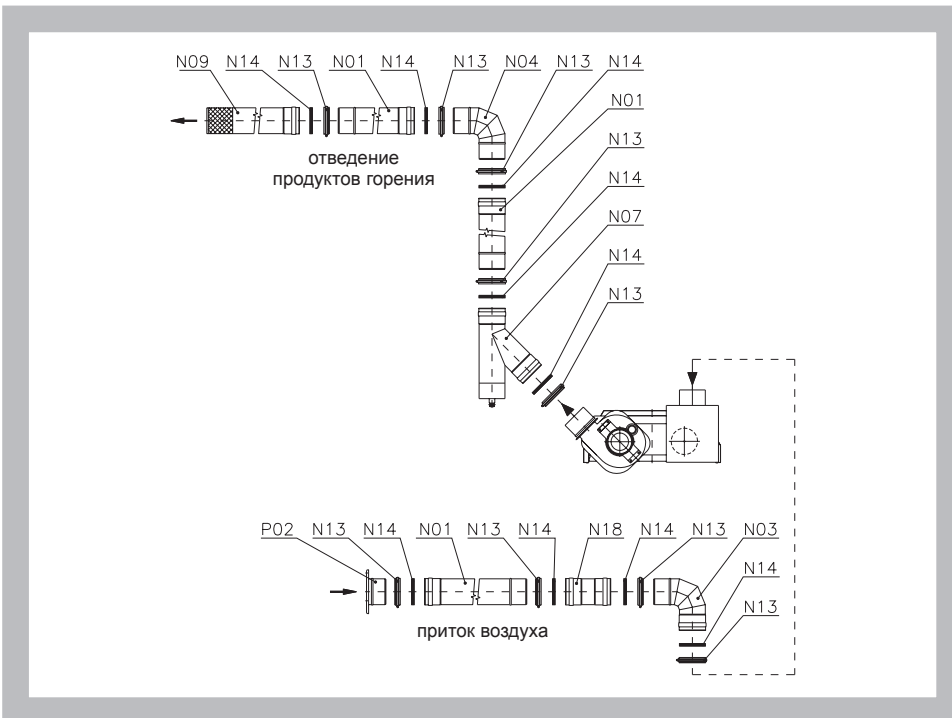 N09 N14 N13 N01 N14 N13 N04 N13 N14
N01
N13
N14
N07
N14
N13
отведение
продуктов горения
P02 N13 N14 N01 N13 N14 N18 N14 N13 N03
N14
N13
приток воздуха